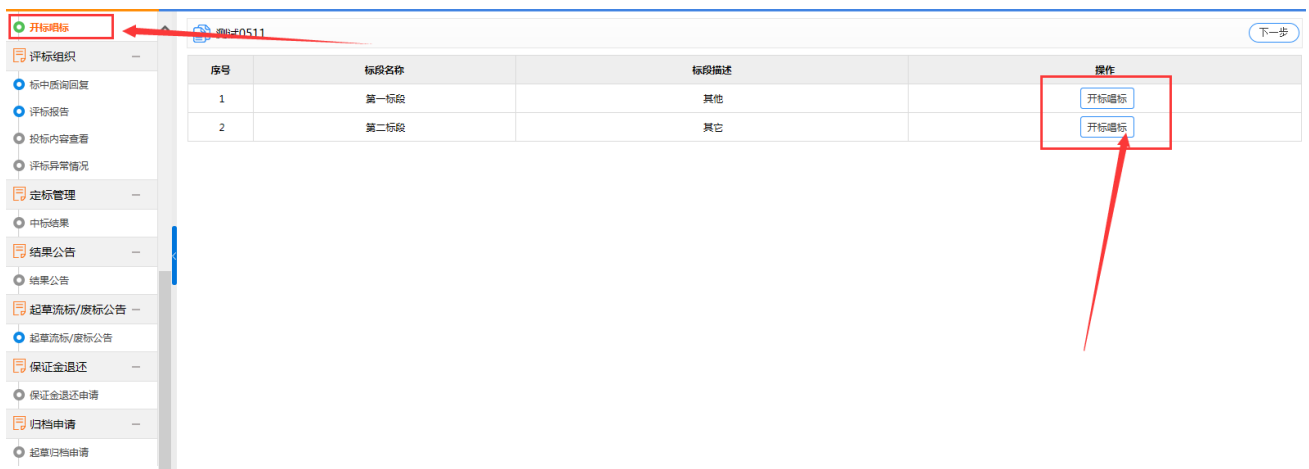 开标唱标
评标组织
标中质询回复
评标报告
投标内容查看
评标异常情况
定标管理
中标结果
结果公告
结果公告
起草流标/废标公告
起草流标/废标公告
保证金退还
保证金退还申请
归档申请
起草归档申请
测试0511
下一步
序号 标段名称 标段描述 操作
1 第一标段 其他 开标唱标
2 第二标段 其它 开标唱标